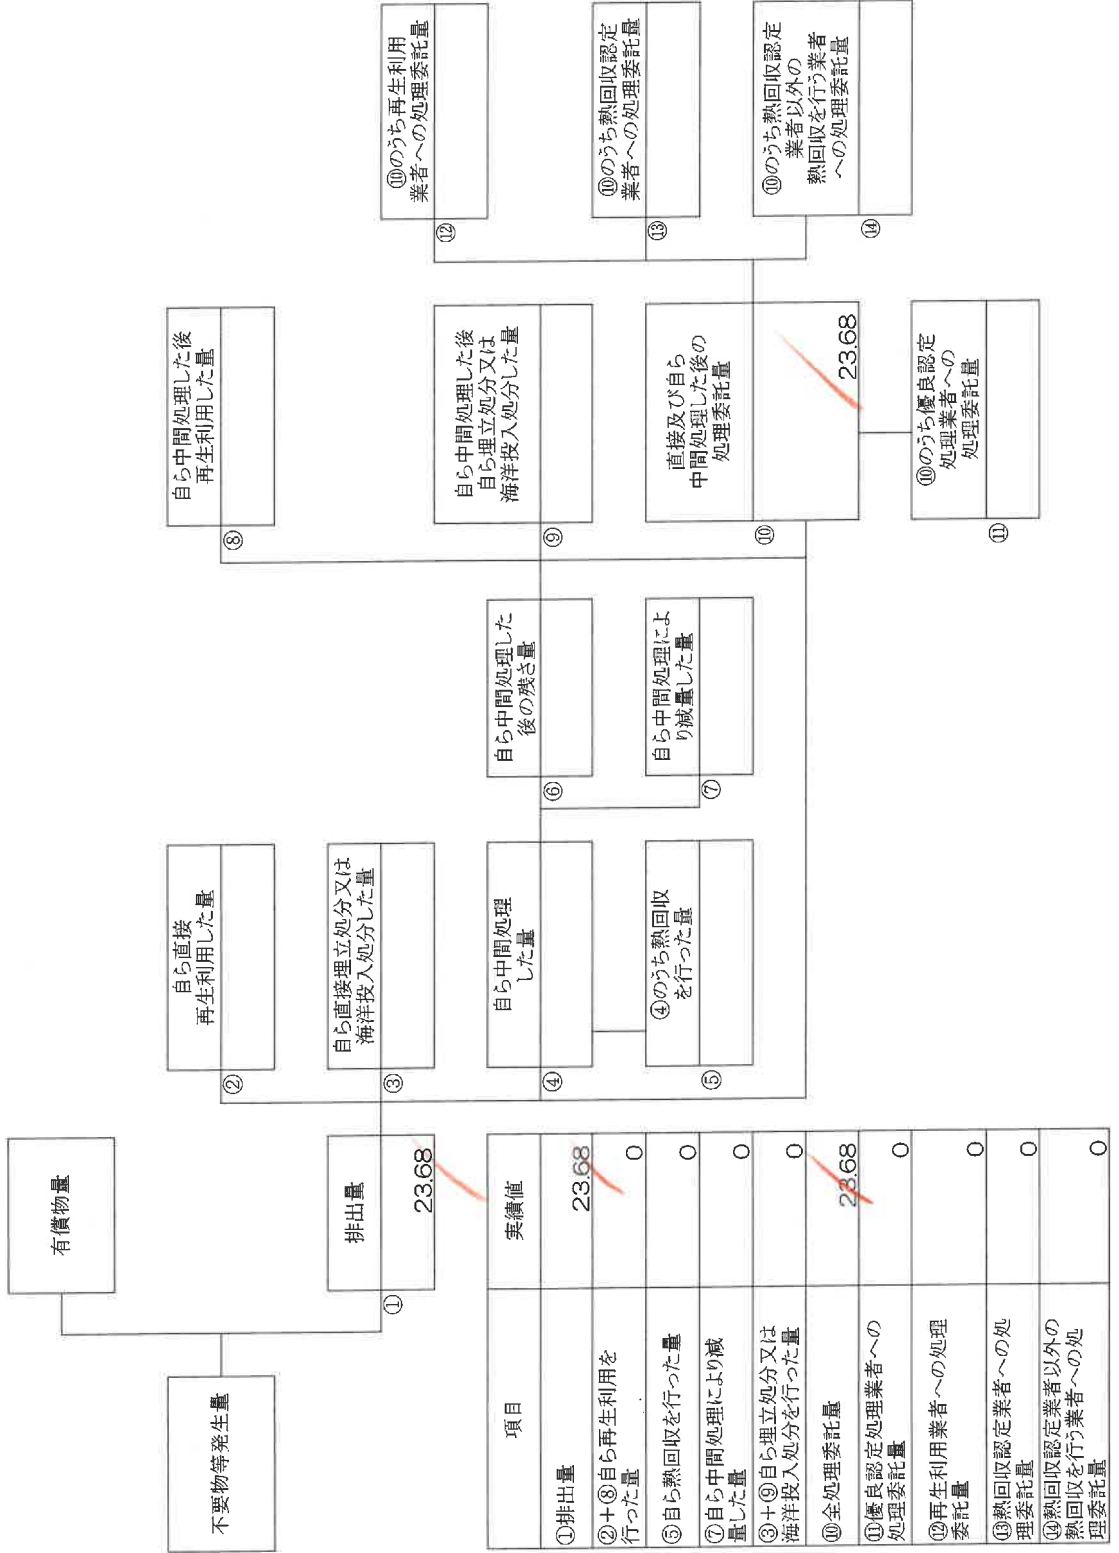 不要物等発生量
有償物量
排出量
①
23.68
自ら直接
再生利用した量
②
自ら直接埋立処分又は
海洋投入処分した量
③
自ら中間処理
した量
④
④のうち熱回収
を行った量
⑤
自ら中間処理した
後の残さ量
⑥
自ら中間処理によ
り減量した量
⑦
自ら中間処理した後
再生利用した量
⑧
自ら中間処理した後
自ら埋立処分又は
海洋投入処分した量
⑨
直接及び自ら
中間処理した後の
処理委託量
⑩
23.68
⑩のうち優良認定
処理業者への
処理委託量
⑪
⑩のうち再生利用
業者への処理委託量
⑫
⑩のうち熱回収認定
業者への処理委託量
⑬
⑩のうち熱回収認定
業者以外の
熱回収を行う業者
への処理委託量
⑭
項目 実績値
①排出量 23.68
②+⑧自ら再生利用を
行った量 0
⑤自ら熱回収を行った量 0
⑦自ら中間処理により減
量した量 0
③+⑨自ら埋立処分又は
海洋投入処分を行った量 0
⑩全処理委託量 23.68
⑪優良認定処理業者への
処理委託量 0
⑫再生利用業者への処理
委託量 0
⑬熱回収認定業者への処
理委託量 0
⑭熱回収認定業者以外の
熱回収を行う業者への処
理委託量 0